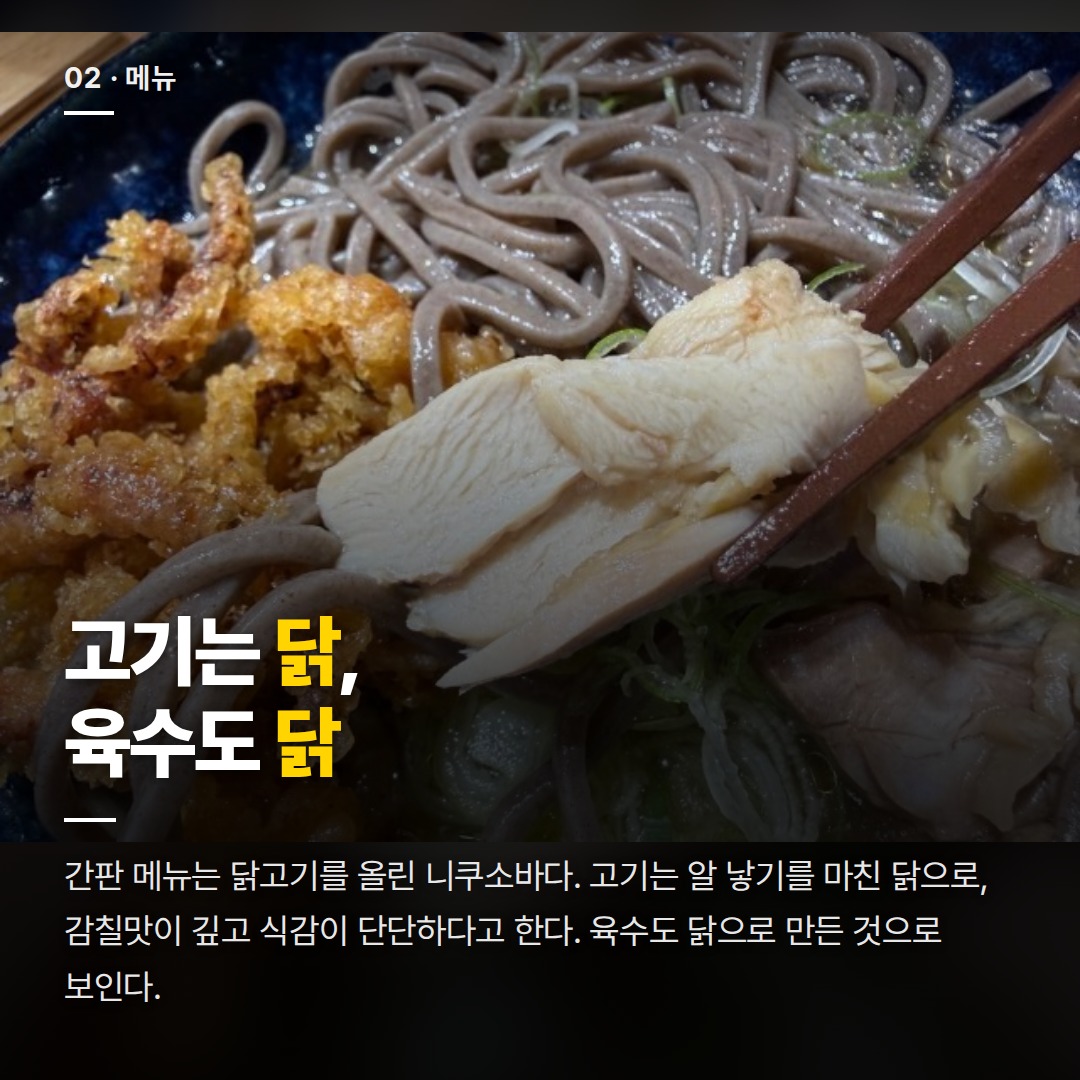 02 · 메뉴
고기는 닭,
육수도 닭
간판 메뉴는 닭고기를 올린 니쿠소바다. 고기는 알 낳기를 마친 닭으로,
감칠맛이 깊고 식감이 단단하다고 한다. 육수도 닭으로 만든 것으로
보인다.